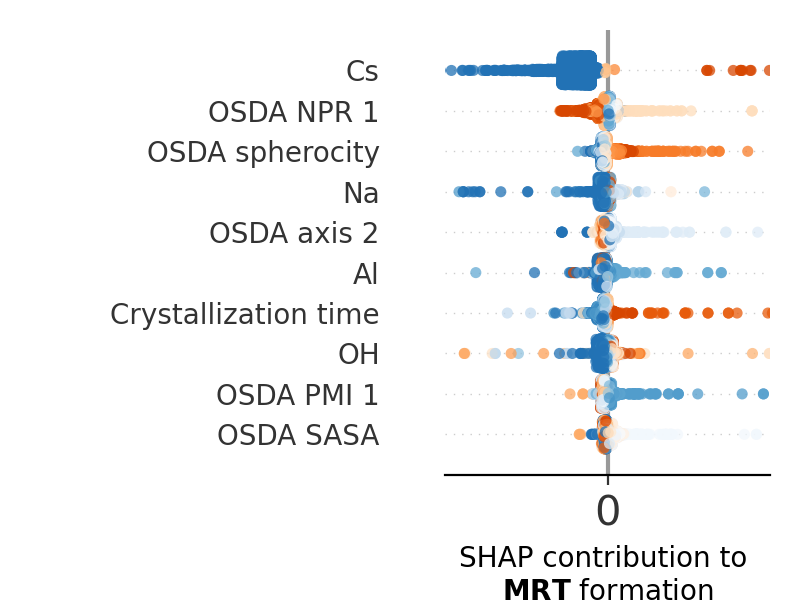 Cs
OSDA NPR 1
OSDA spherocity
Na
OSDA axis 2
Al
Crystallization time
OH
OSDA PMI 1
OSDA SASA
0
SHAP contribution to
MRT formation